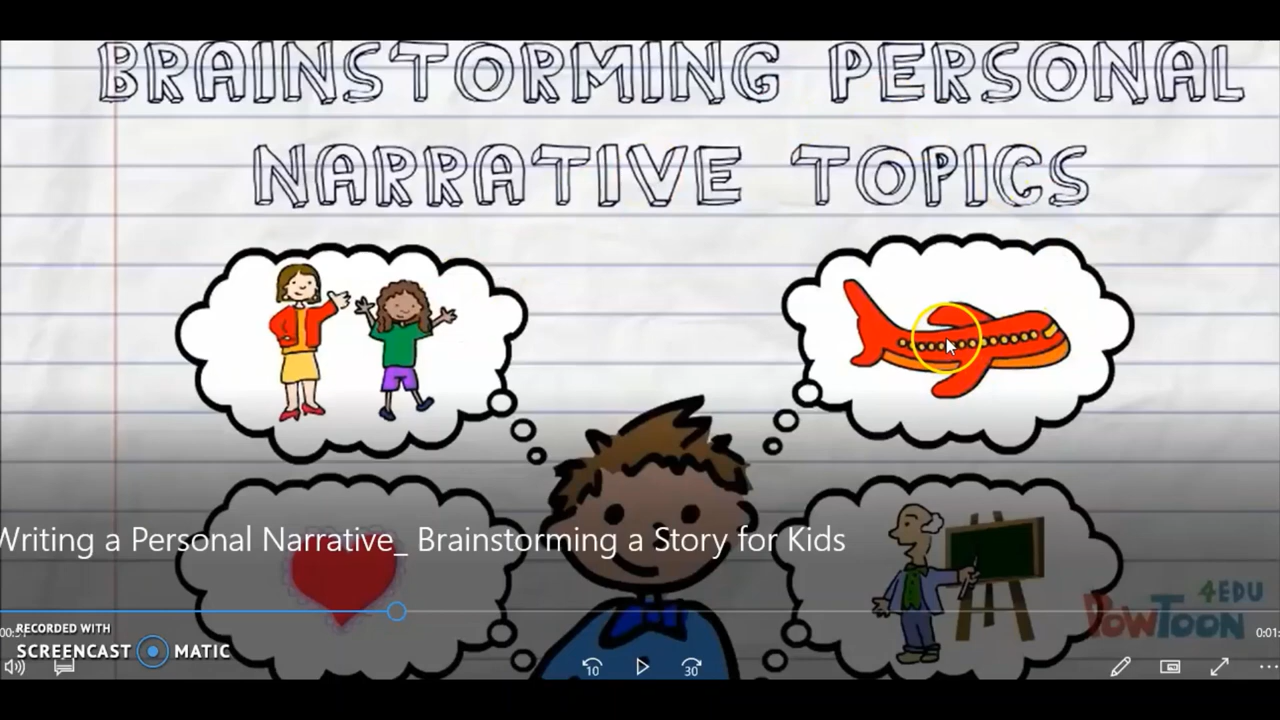 BRAINSTORMING PERSONAL
NARRATIVE TOPICS
Writing a Personal Narrative_ Brainstorming a Story for Kids
4EDU
POWTOON
RECORDED WITH
SCREENCAST MATIC
10
30